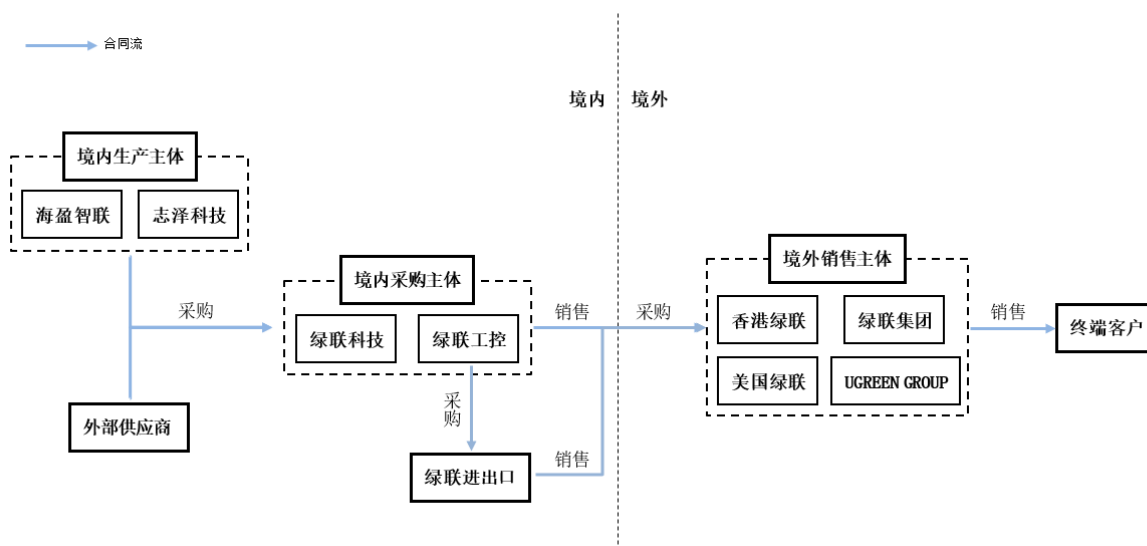 合同流
境内
境外
境内生产主体
海盈智联
志泽科技
采购
外部供应商
境内采购主体
绿联科技
绿联工控
采购
绿联进出口
销售
销售
采购
境外销售主体
香港绿联
绿联集团
美国绿联
UGREEN GROUP
销售
终端客户